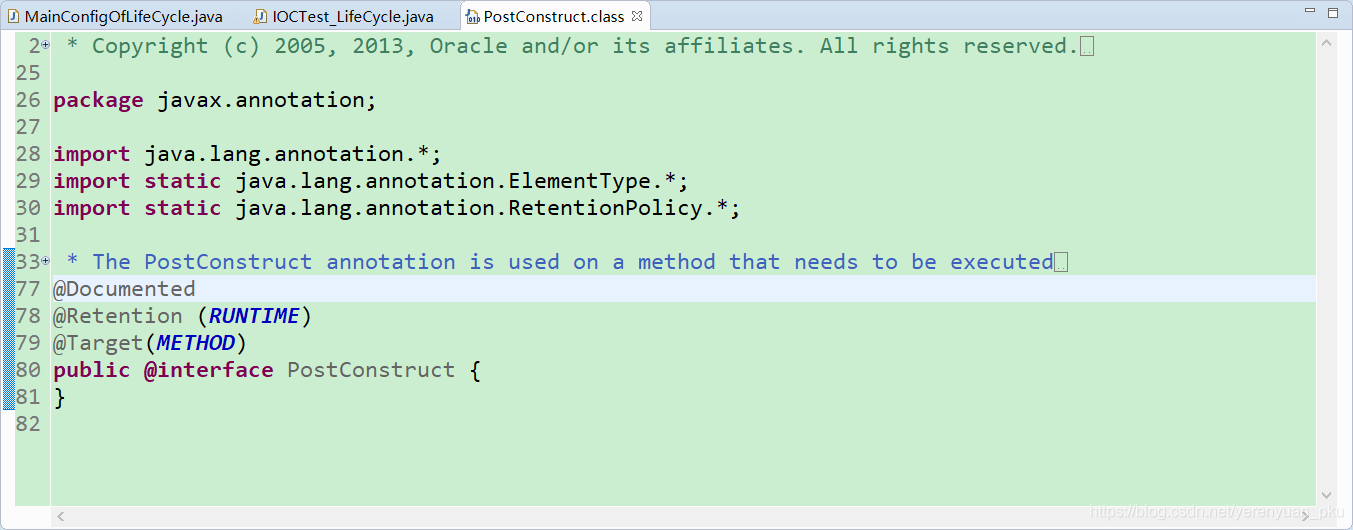 MainConfigOfLifeCycle.java IOCTest_LifeCycle.java PostConstruct.class
2 * Copyright (c) 2005, 2013, Oracle and/or its affiliates. All rights reserved.
25
26 package javax.annotation;
27
28 import java.lang.annotation.*;
29 import static java.lang.annotation.ElementType.*;
30 import static java.lang.annotation.RetentionPolicy.*;
31
33 * The PostConstruct annotation is used on a method that needs to be executed
77 @Documented
78 @Retention (RUNTIME)
79 @Target(METHOD)
80 public @interface PostConstruct {
81 }
82
https://blog.csdn.net/yerenyuan_pku